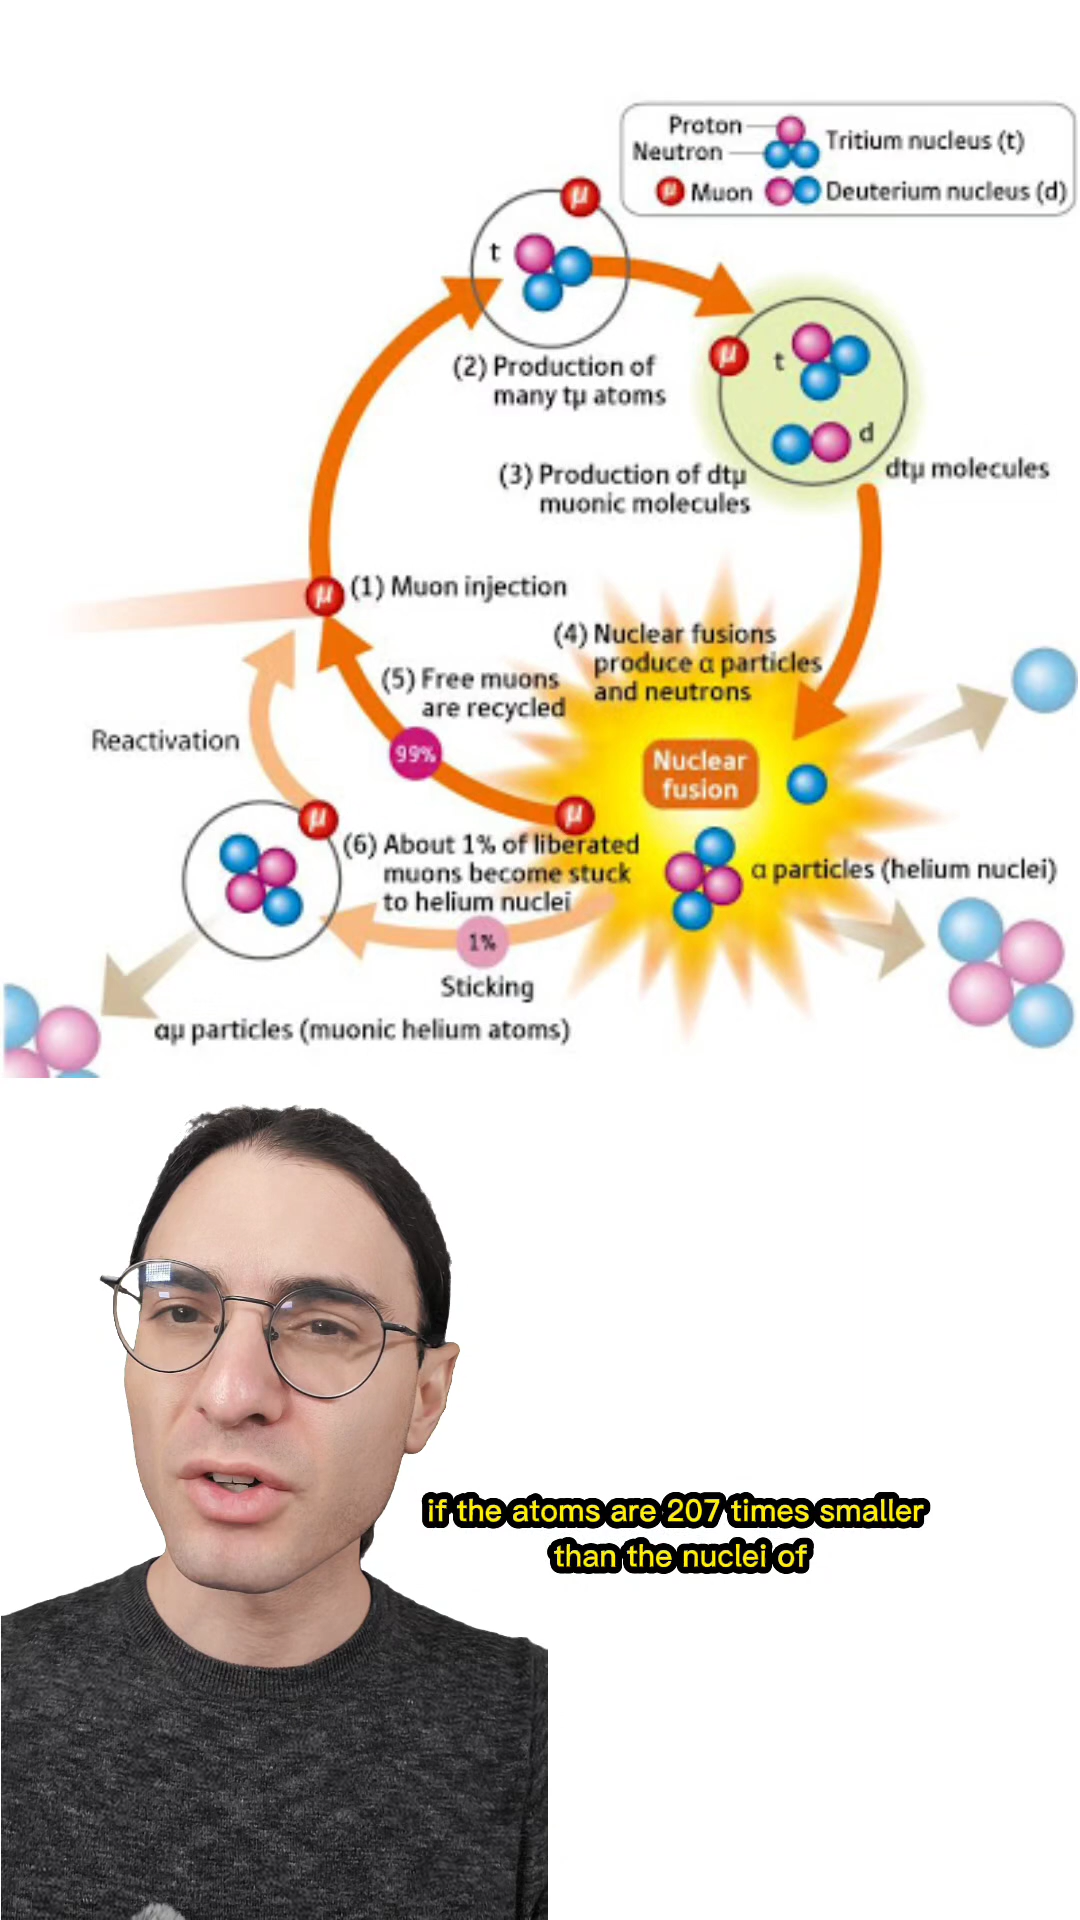 Proton
Neutron
Tritium nucleus (t)
μ Muon
Deuterium nucleus (d)
μ
t
(2) Production of
many tμ atoms
μ
t
d
(3) Production of dtμ
muonic molecules
dtμ molecules
μ
(1) Muon injection
(4) Nuclear fusions
produce α particles
and neutrons
(5) Free muons
are recycled
Reactivation
99%
Nuclear
fusion
μ
μ
(6) About 1% of liberated
muons become stuck
to helium nuclei
α particles (helium nuclei)
1%
Sticking
αμ particles (muonic helium atoms)
if the atoms are 207 times smaller
than the nuclei of